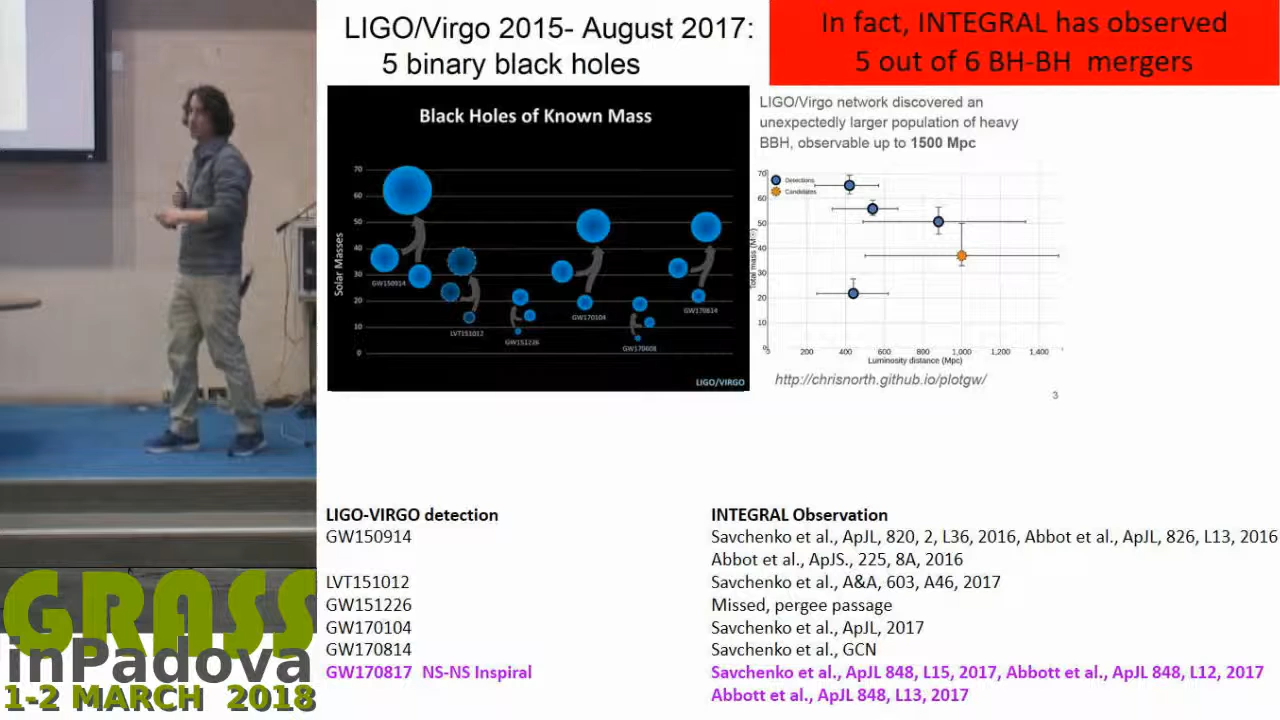 LIGO/Virgo 2015- August 2017:
5 binary black holes
In fact, INTEGRAL has observed
5 out of 6 BH-BH mergers
Black Holes of Known Mass
70
60
50
40
30
20
10
0
Solar Masses
GW150914
LVT151012
GW151226
GW170104
GW170608
GW170814
LIGO/VIRGO
LIGO/Virgo network discovered an
unexpectedly larger population of heavy
BBH, observable up to 1500 Mpc
70
60
50
40
30
20
10
0
Total mass (M☉)
Detections
Candidates
200 400 600 800 1,000 1,200 1,400
Luminosity distance (Mpc)
http://chrisnorth.github.io/plotgw/
3
LIGO-VIRGO detection INTEGRAL Observation
GW150914 Savchenko et al., ApJL, 820, 2, L36, 2016, Abbot et al., ApJL, 826, L13, 2016
Abbot et al., ApJS., 225, 8A, 2016
LVT151012 Savchenko et al., A&A, 603, A46, 2017
GW151226 Missed, pergee passage
GW170104 Savchenko et al., ApJL, 2017
GW170814 Savchenko et al., GCN
GW170817 NS-NS Inspiral Savchenko et al., ApJL 848, L15, 2017, Abbott et al., ApJL 848, L12, 2017
Abbott et al., ApJL 848, L13, 2017
GRASS
inPadova
1-2 MARCH 2018